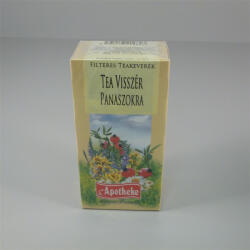 FILTERES TEAKEVERÉK
TEA VISSZÉR
PANASZOKRA
Apotheke